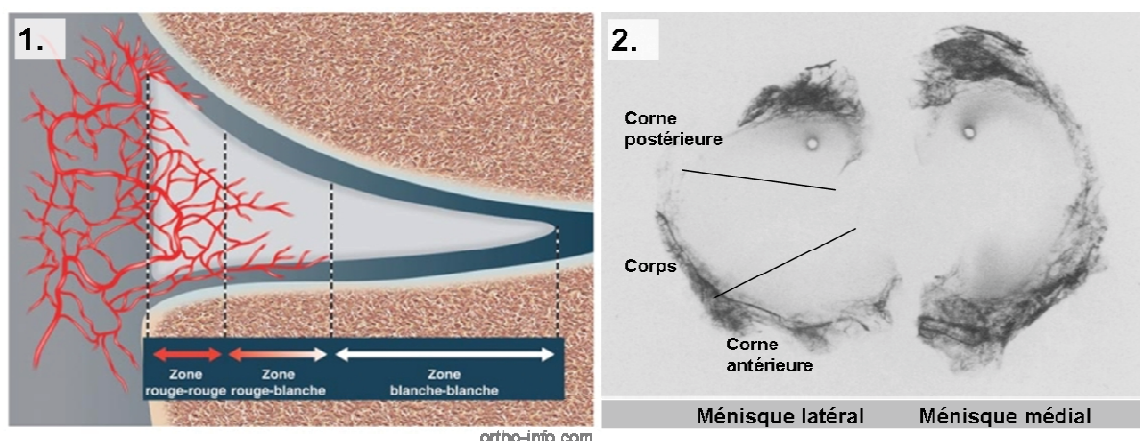 1.
Zone
rouge-rouge
Zone
rouge-blanche
Zone
blanche-blanche
ortho-info.com
2.
Corne
postérieure
Corps
Corne
antérieure
Ménisque latéral
Ménisque médial